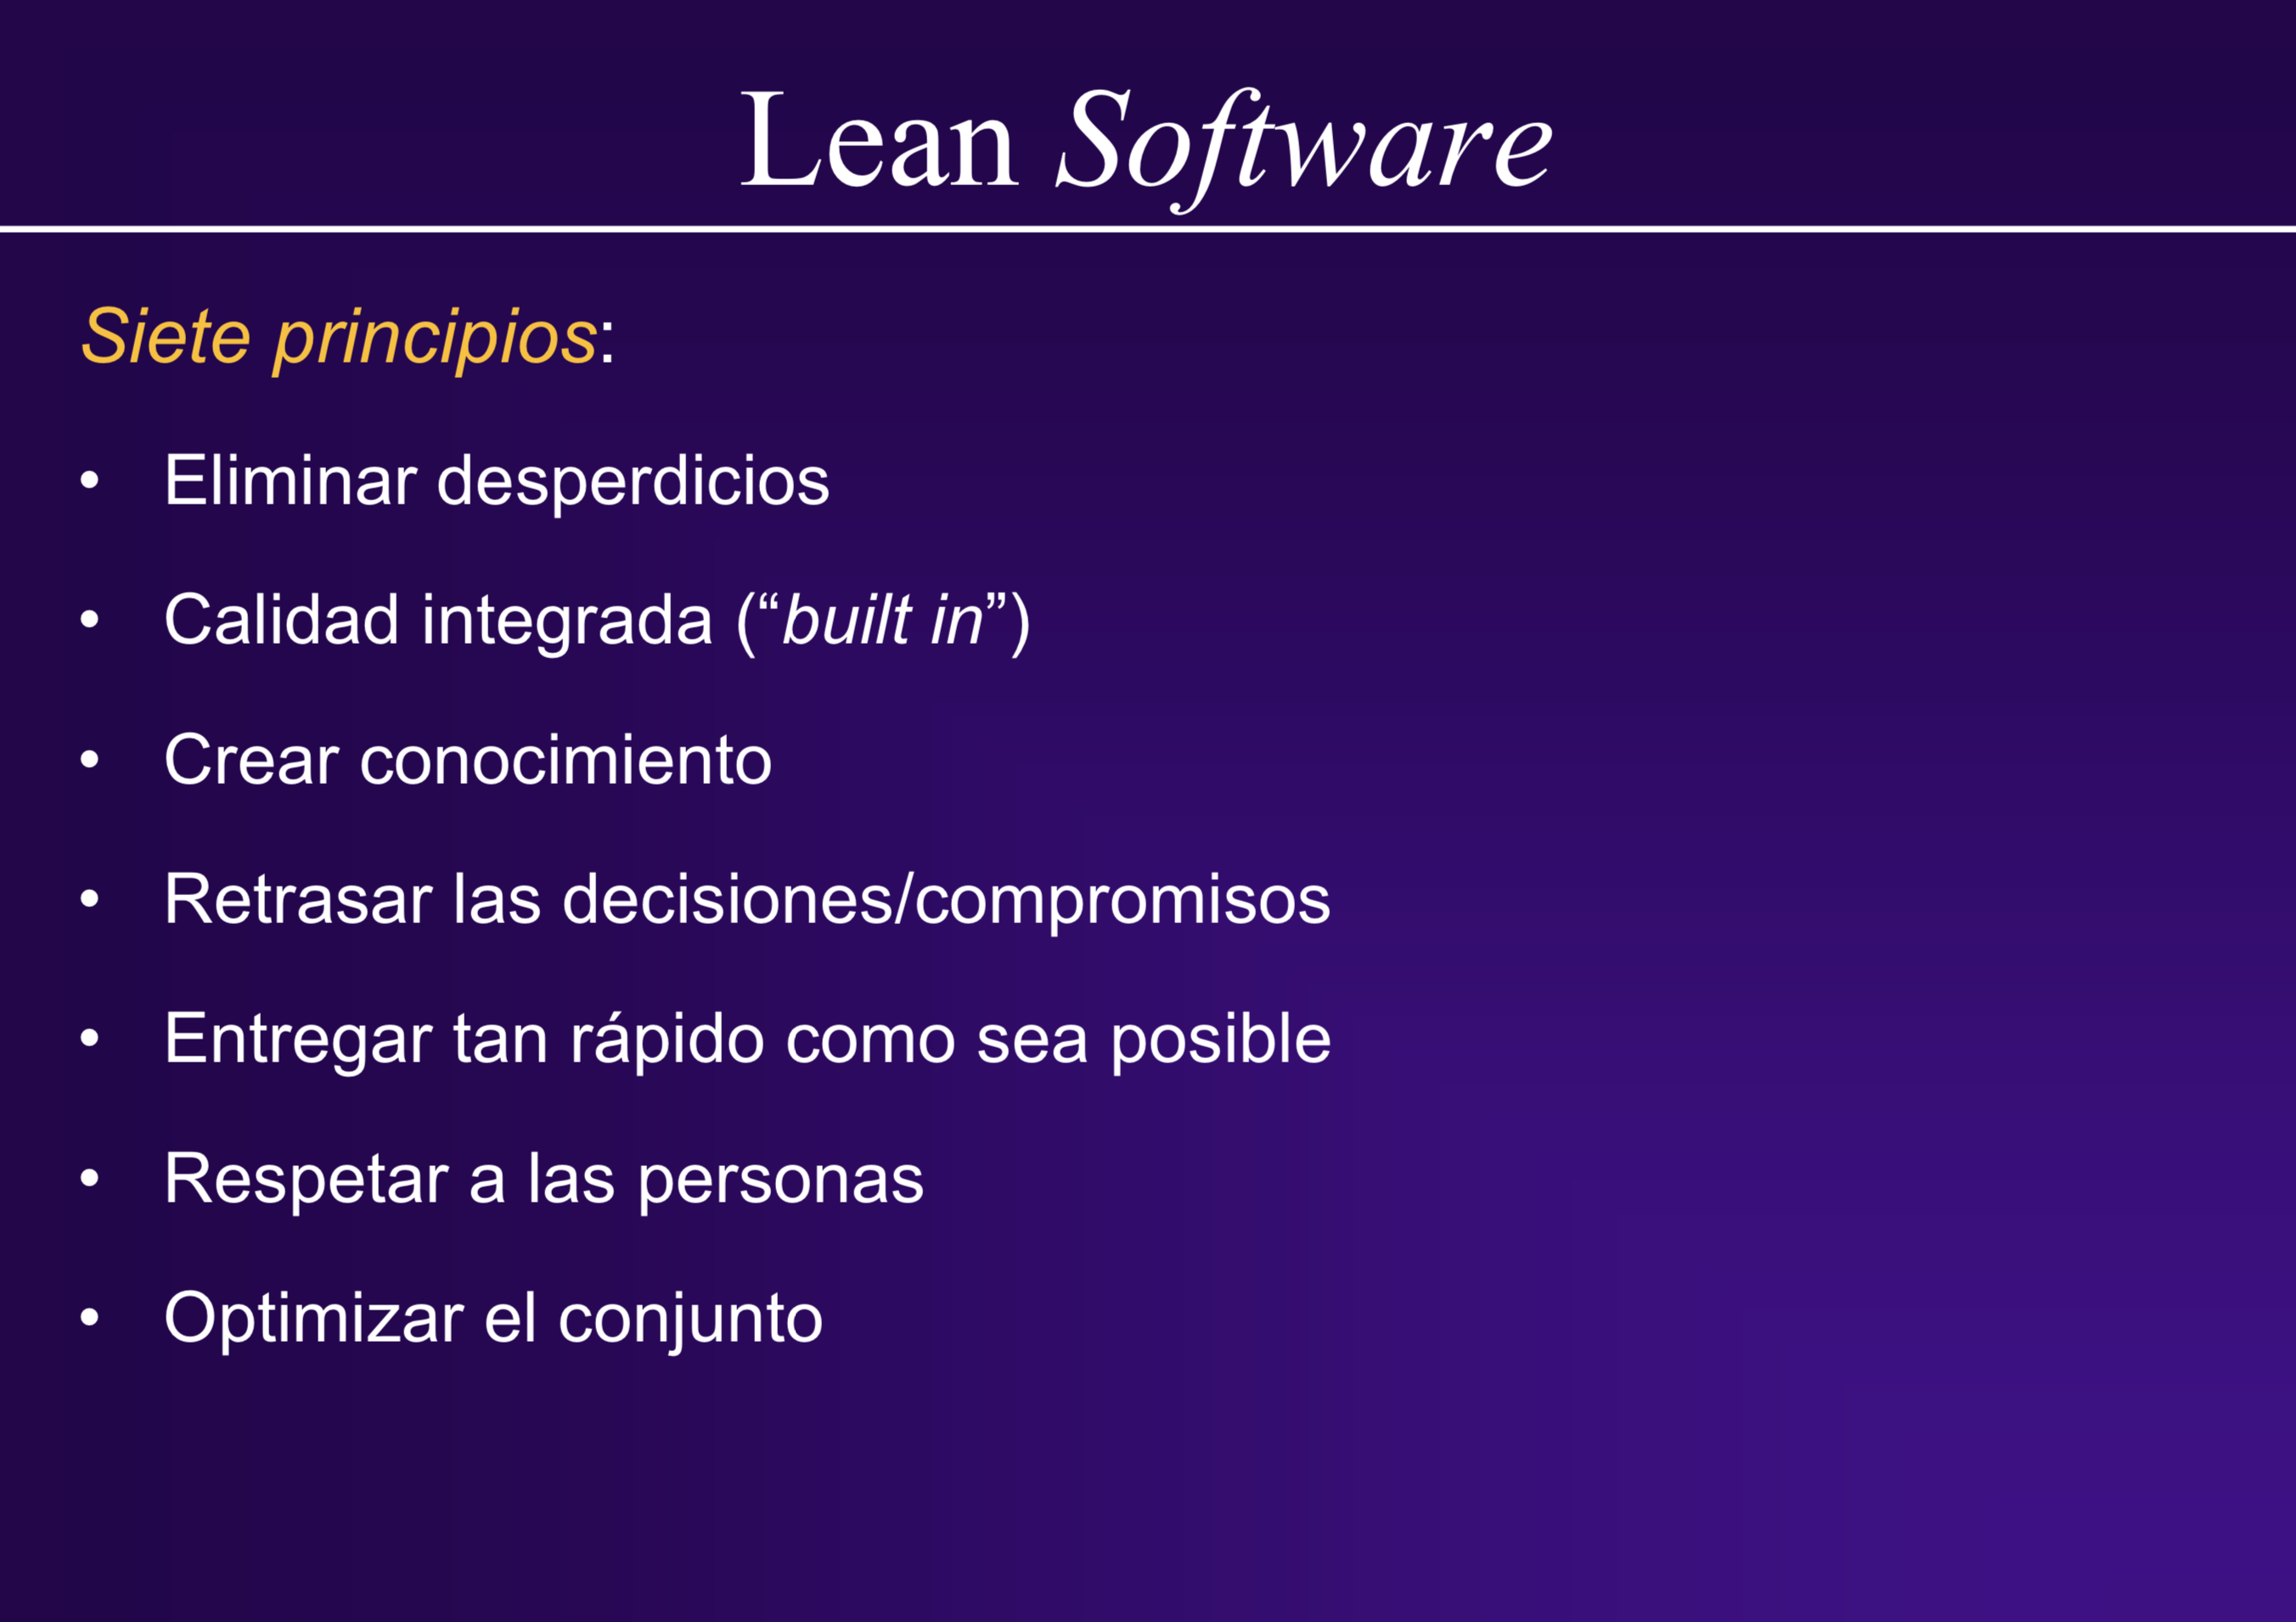 Lean Software
Siete principios:
• Eliminar desperdicios
• Calidad integrada (“built in”)
• Crear conocimiento
• Retrasar las decisiones/compromisos
• Entregar tan rápido como sea posible
• Respetar a las personas
• Optimizar el conjunto